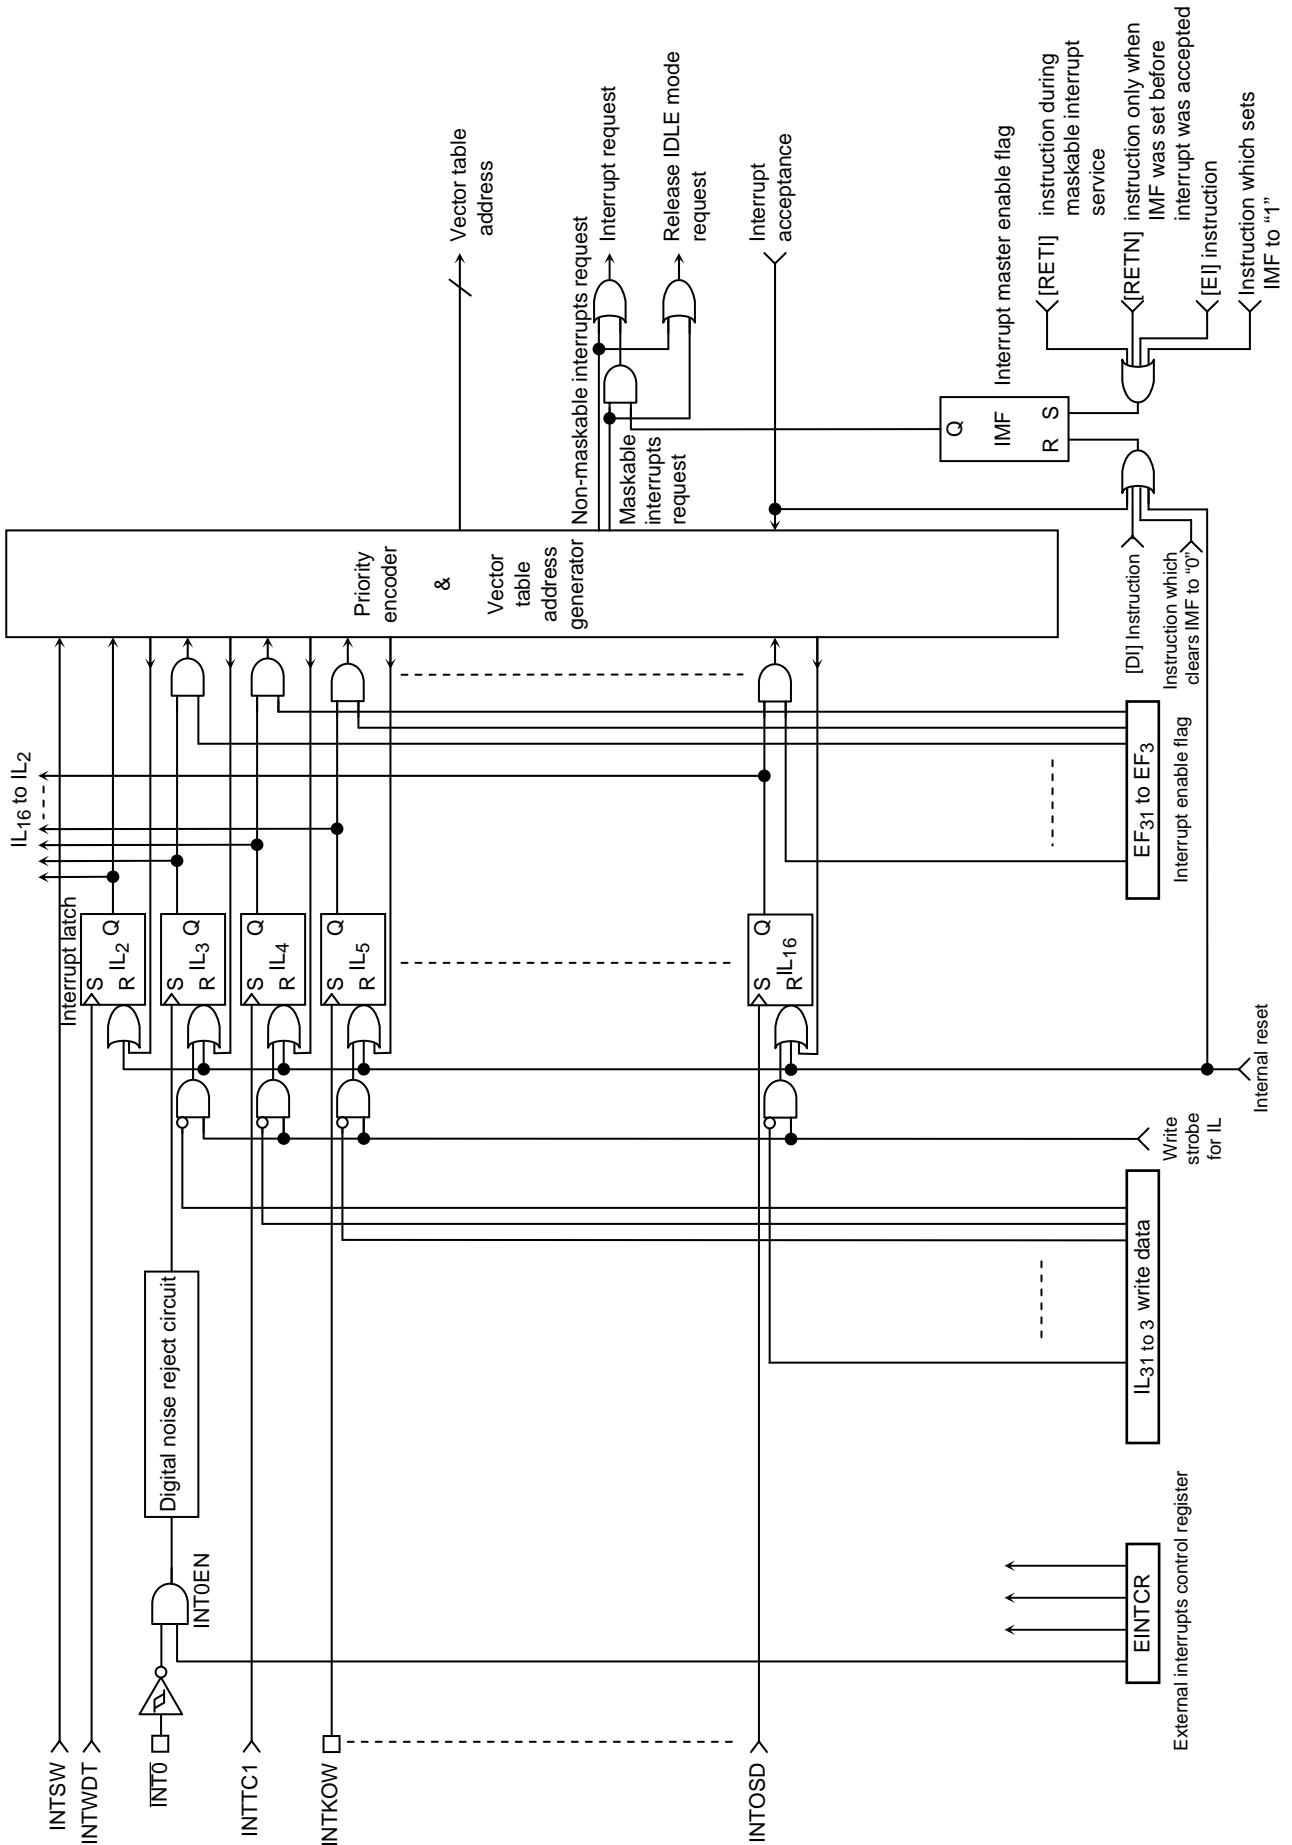 INTSW
INTWDT
INT0
INTTC1
INTKOW
INTOSD
INT0EN
Digital noise reject circuit
EINTCR
External interrupts control register
IL31 to 3 write data
Write
strobe
for IL
Internal reset
Interrupt latch
S
R
IL2
Q
S
R
IL3
Q
S
R
IL4
Q
S
R
IL5
Q
S
R
IL16
Q
IL16 to IL2
EF31 to EF3
Interrupt enable flag
Priority
encoder
&
Vector
table
address
generator
Vector table
address
Non-maskable interrupts request
Maskable
interrupts
request
Interrupt request
Release IDLE mode
request
Interrupt
acceptance
Interrupt master enable flag
Q
IMF
R S
[DI] Instruction
Instruction which
clears IMF to “0”
[RETI] instruction during
maskable interrupt
service
[RETN] instruction only when
IMF was set before
interrupt was accepted
[EI] instruction
Instruction which sets
IMF to “1”